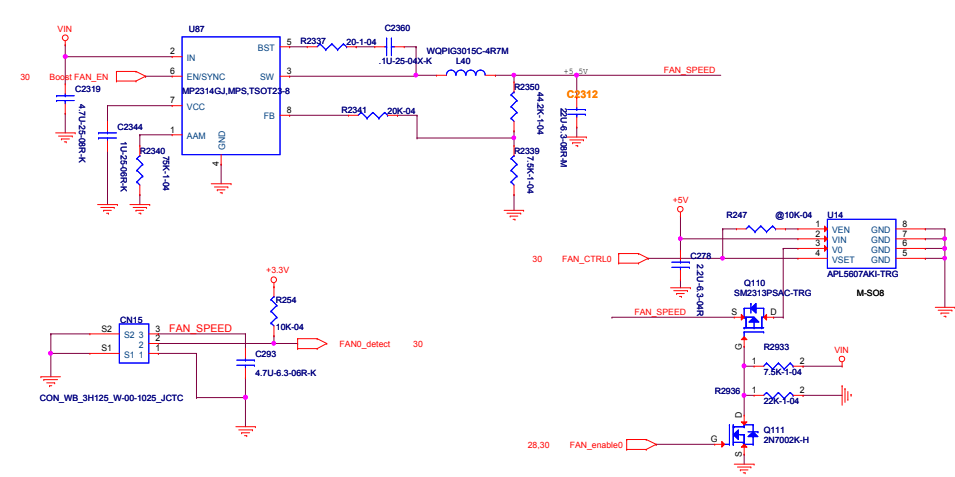 VIN
U87
C2360
R2337
20-1-04
.1U-25-04X-K
WQPIG3015C-4R7M
L40
2
IN
BST
5
30
Boost FAN_EN
6
EN/SYNC
SW
3
+5_5V
FAN_SPEED
C2319
4.7U-25-08R-K
MP2314GJ,MPS,TSOT23-8
R2350
44.2K-1-04
C2312
22U-6.3-08R-M
7
VCC
FB
8
R2341
20K-04
C2344
1U-25-06R-K
1
AAM
GND
4
R2340
75K-1-04
R2339
7.5K-1-04
+5V
R247
@10K-04
U14
1
VEN
GND
8
2
VIN
GND
7
3
V0
GND
6
4
VSET
GND
5
30
FAN_CTRL0
C278
2.2U-6.3-04R
APL5607AKI-TRG
M-SO8
Q110
SM2313PSAC-TRG
FAN_SPEED
S
D
G
+3.3V
R254
10K-04
CN15
S2
S2
3
3
FAN_SPEED
2
2
S1
S1
1
1
FAN0_detect
30
C293
4.7U-6.3-06R-K
CON_WB_3H125_W-00-1025_JCTC
R2933
1
2
7.5K-1-04
VIN
R2936
1
2
22K-1-04
28,30
FAN_enable0
G
D
S
Q111
2N7002K-H